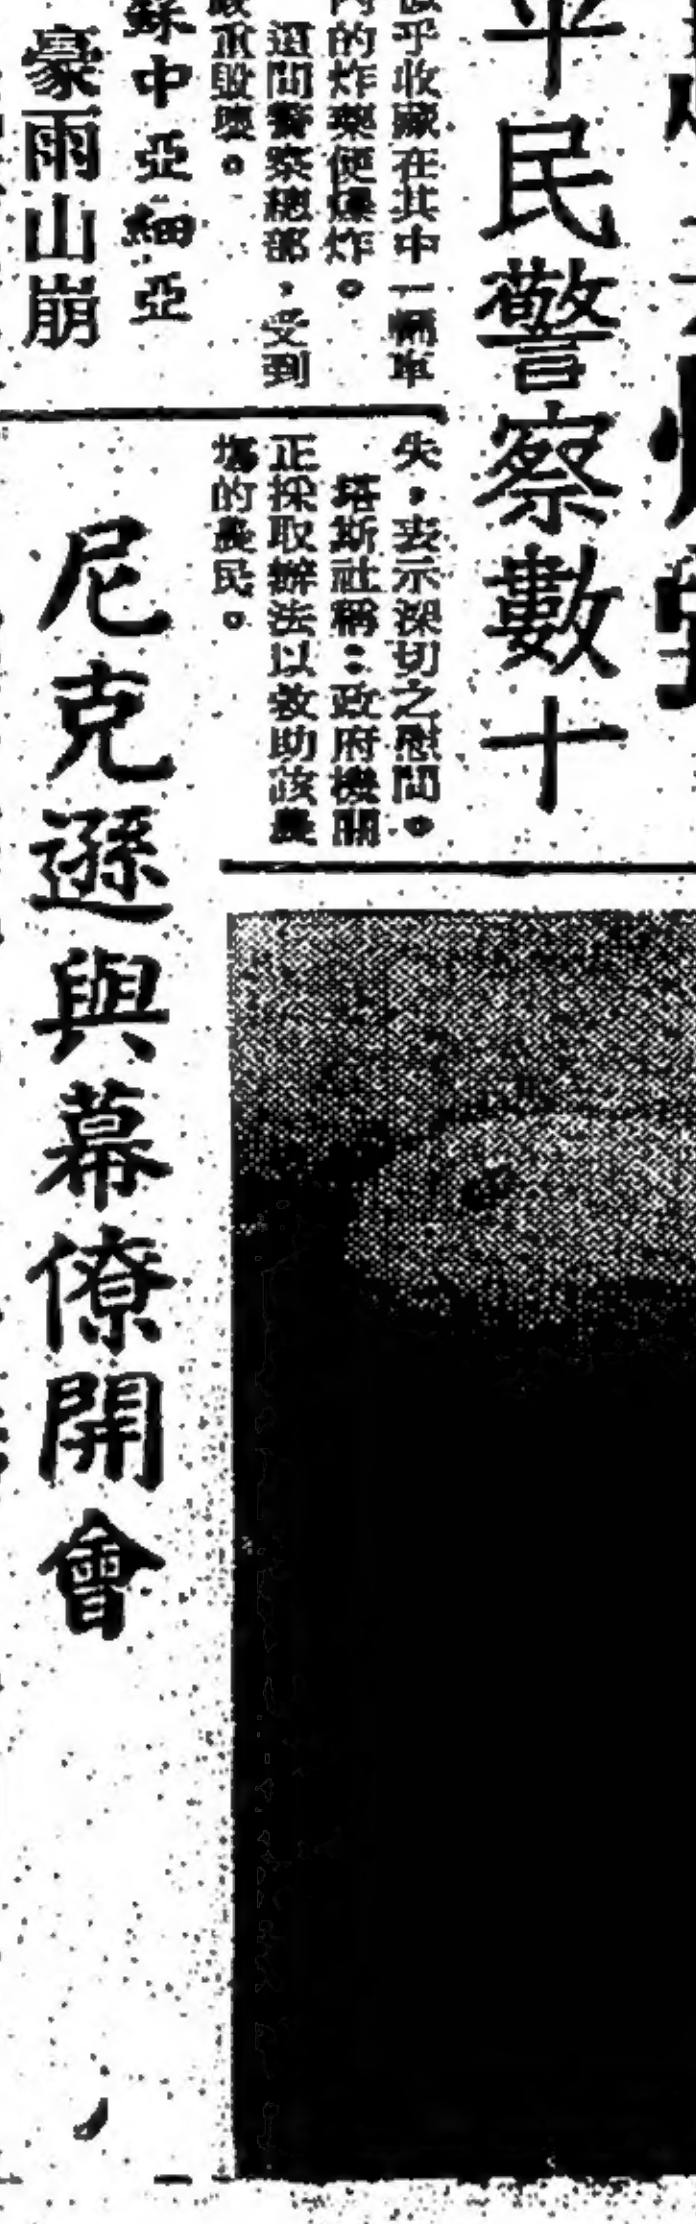 平民警察數十
乎收藏在其中一輛車
內的炸藥便爆炸。
這間警察總部，受到
嚴重毀壞。
蘇中亞細亞
豪雨山崩
失，表示深切之慰問。
塔斯社稱：政府機關
正採取辦法以救助該農
場的農民。
尼克遜與幕僚開會